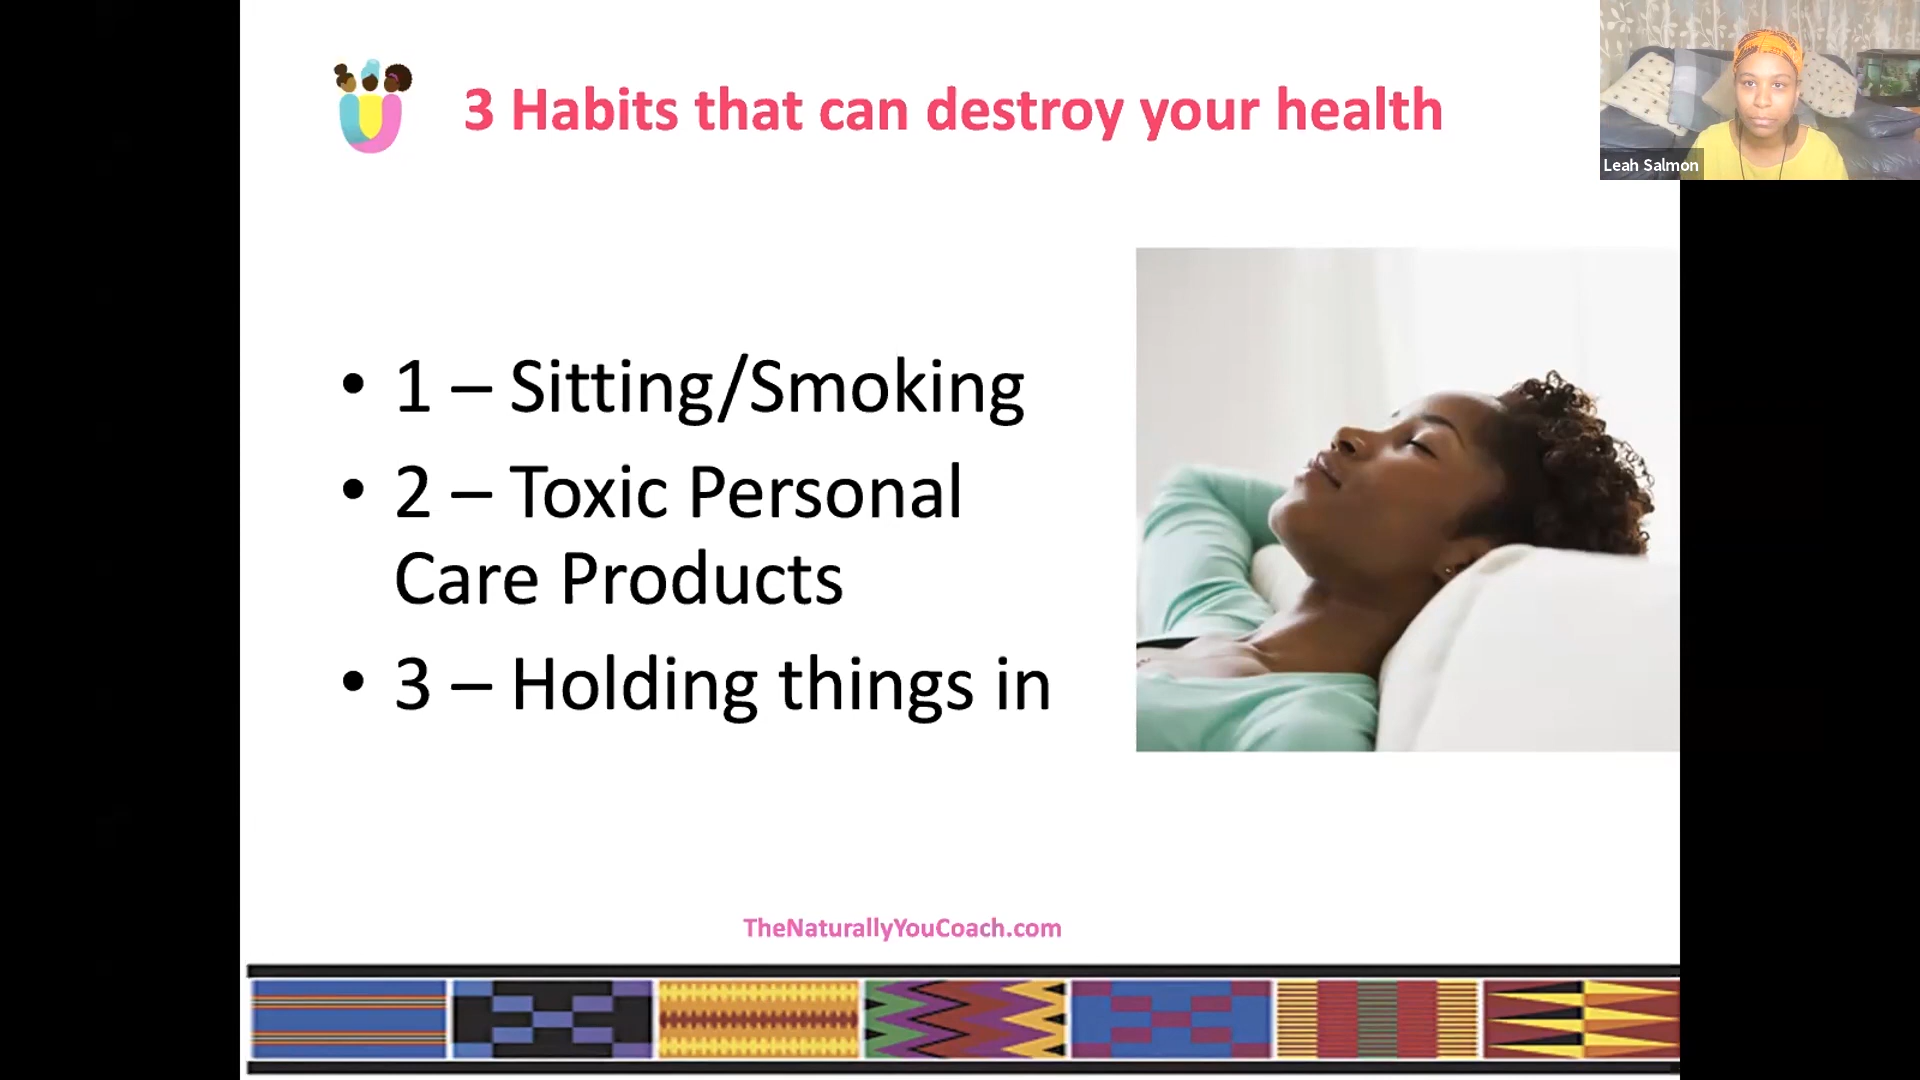 3 Habits that can destroy your health
Leah Salmon
• 1 – Sitting/Smoking
• 2 – Toxic Personal
Care Products
• 3 – Holding things in
TheNaturallyYouCoach.com